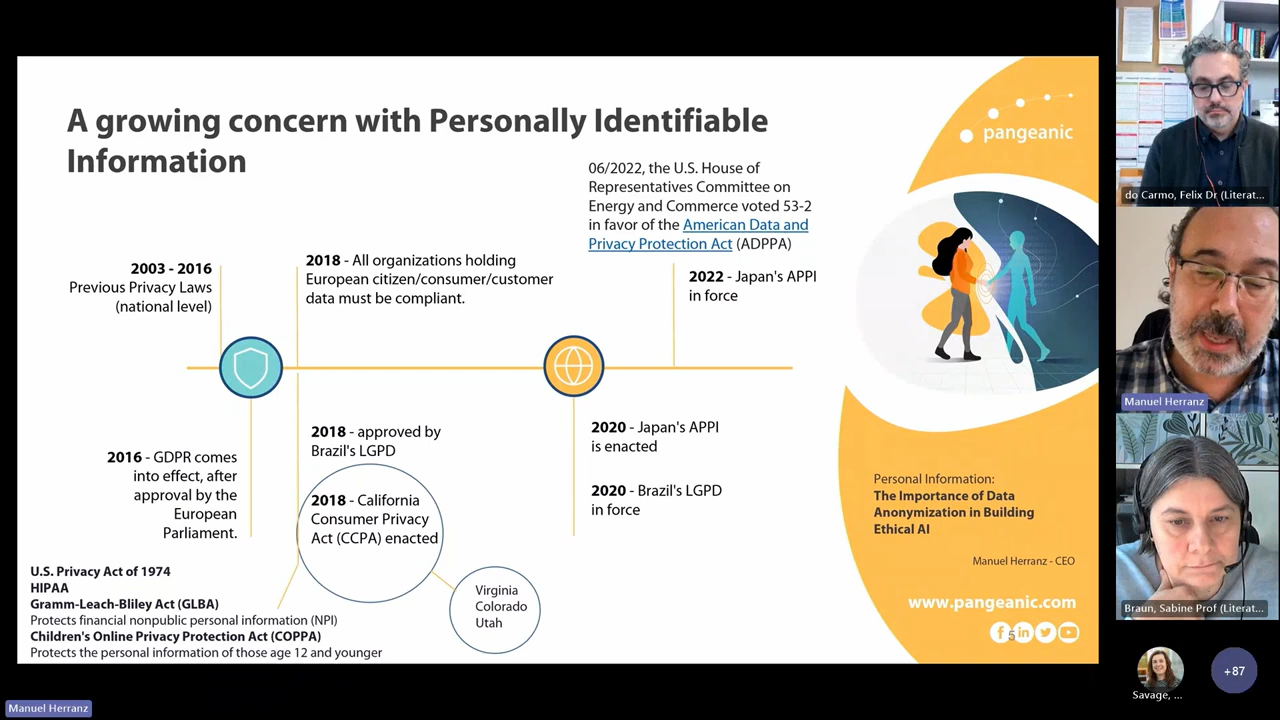 A growing concern with Personally Identifiable
Information
06/2022, the U.S. House of
Representatives Committee on
Energy and Commerce voted 53-2
in favor of the American Data and
Privacy Protection Act (ADPPA)
2003 - 2016
Previous Privacy Laws
(national level)
2018 - All organizations holding
European citizen/consumer/customer
data must be compliant.
2022 - Japan's APPI
in force
2016 - GDPR comes
into effect, after
approval by the
European
Parliament.
2018 - approved by
Brazil's LGPD
2018 - California
Consumer Privacy
Act (CCPA) enacted
Virginia
Colorado
Utah
2020 - Japan's APPI
is enacted
2020 - Brazil's LGPD
in force
U.S. Privacy Act of 1974
HIPAA
Gramm-Leach-Bliley Act (GLBA)
Protects financial nonpublic personal information (NPI)
Children's Online Privacy Protection Act (COPPA)
Protects the personal information of those age 12 and younger
pangeanic
Personal Information:
The Importance of Data
Anonymization in Building
Ethical AI
Manuel Herranz - CEO
www.pangeanic.com
5
do Carmo, Felix Dr (Literat...
Manuel Herranz
Braun, Sabine Prof (Literat...
Savage, ...
+87
Manuel Herranz